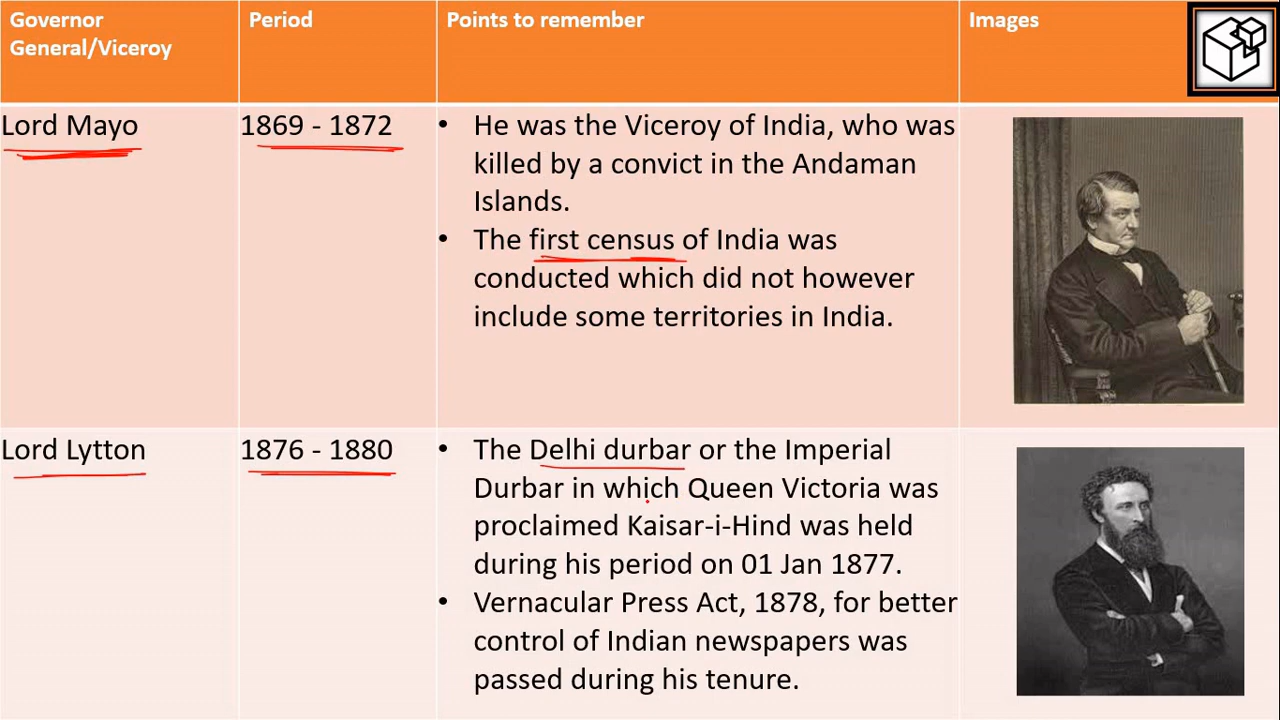 Governor
General/Viceroy
Period
Points to remember
Images
Lord Mayo
1869 - 1872
• He was the Viceroy of India, who was
killed by a convict in the Andaman
Islands.
• The first census of India was
conducted which did not however
include some territories in India.
Lord Lytton
1876 - 1880
• The Delhi durbar or the Imperial
Durbar in which Queen Victoria was
proclaimed Kaisar-i-Hind was held
during his period on 01 Jan 1877.
• Vernacular Press Act, 1878, for better
control of Indian newspapers was
passed during his tenure.